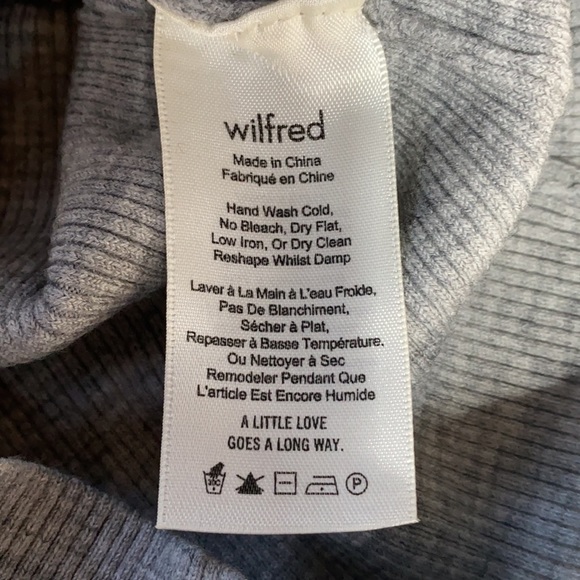 wilfred
Made in China
Fabriqué en Chine
Hand Wash Cold,
No Bleach, Dry Flat,
Low Iron, Or Dry Clean
Reshape Whilst Damp
Laver à La Main à L'eau Froide,
Pas De Blanchiment,
Sécher à Plat,
Repasser à Basse Température.
Ou Nettoyer à Sec
Remodeler Pendant Que
L'article Est Encore Humide
A LITTLE LOVE
GOES A LONG WAY.
30C P